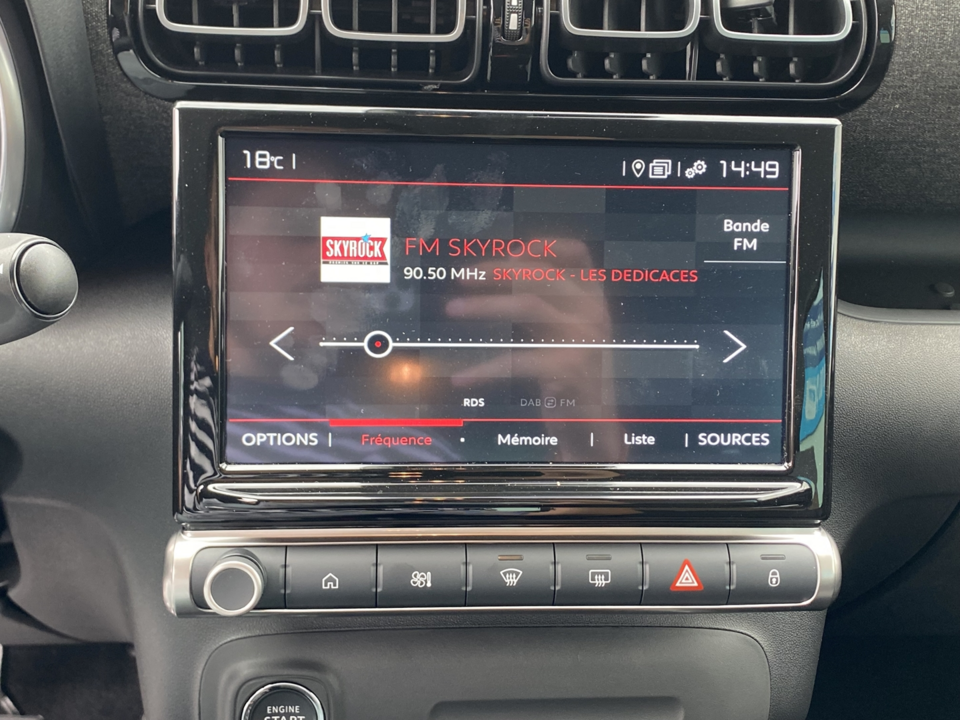 18°C
14:49
Bande
FM
SKYROCK
FM SKYROCK
90.50 MHz SKYROCK - LES DEDICACES
RDS DAB FM
OPTIONS | Fréquence • Mémoire | Liste | SOURCES
ENGINE
START